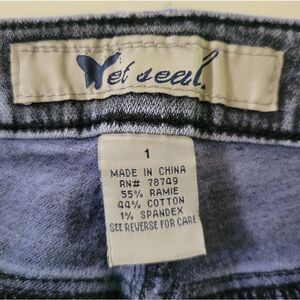 Wet seal.
1
MADE IN CHINA
RN# 78749
55% RAMIE
44% COTTON
1% SPANDEX
SEE REVERSE FOR CARE